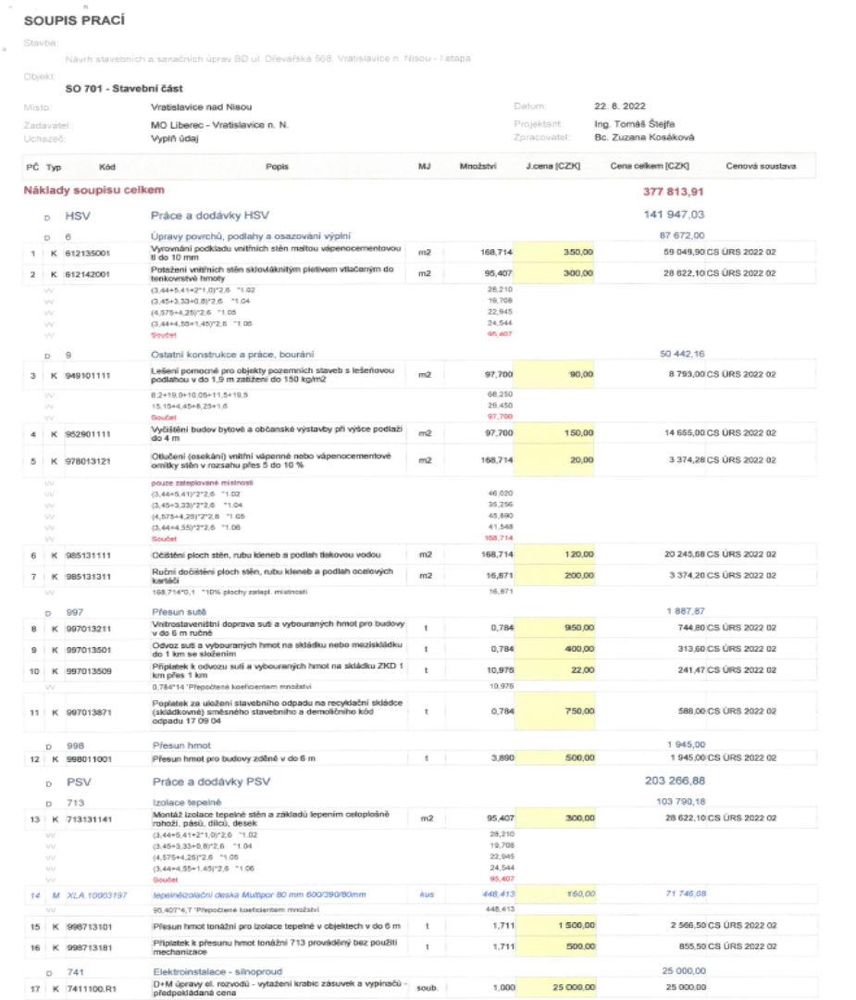 SOUPIS PRACÍ
Stavba:
Návrh stavebních a sanačních úprav BD ul. Dřevařská 568, Vratislavice n. Nisou - I etapa
Objekt:
SO 701 - Stavební část
Místo: Vratislavice nad Nisou Datum: 22. 8. 2022
Zadavatel: MO Liberec - Vratislavice n. N. Projektant: Ing. Tomáš Štejfa
Uchazeč: Vyplň údaj Zpracovatel: Bc. Zuzana Kosáková
PČ Typ Kód Popis MJ Množství J.cena [CZK] Cena celkem [CZK] Cenová soustava
Náklady soupisu celkem 377 813,91
D HSV Práce a dodávky HSV 141 947,03
D 6 Úpravy povrchů, podlahy a osazování výplní 87 672,00
1 K 612135001 Vyrovnání podkladu vnitřních stěn maltou vápenocementovou tl do 10 mm m2 168,714 350,00 59 049,90 CS ÚRS 2022 02
2 K 612142001 Potažení vnitřních stěn sklovláknitým pletivem vtlačeným do tenkovrstvé hmoty m2 95,407 300,00 28 622,10 CS ÚRS 2022 02
VV (3,44+5,41+2*1,0)*2,6 "1.02 28,210
VV (3,45+3,33+0,8)*2,6 "1.04 19,708
VV (4,575+4,25)*2,6 "1.05 22,945
VV (3,44+4,55+1,45)*2,6 "1.06 24,544
VV Součet 95,407
D 9 Ostatní konstrukce a práce, bourání 50 442,16
3 K 949101111 Lešení pomocné pro objekty pozemních staveb s lešeňovou podlahou v do 1,9 m zatížení do 150 kg/m2 m2 97,700 90,00 8 793,00 CS ÚRS 2022 02
VV 8,2+19,0+10,05+11,5+19,5 68,250
VV 15,15+4,45+8,25+1,6 29,450
VV Součet 97,700
4 K 952901111 Vyčištění budov bytové a občanské výstavby při výšce podlaží do 4 m m2 97,700 150,00 14 655,00 CS ÚRS 2022 02
5 K 978013121 Otlučení (osekání) vnitřní vápenné nebo vápenocementové omítky stěn v rozsahu přes 5 do 10 % m2 168,714 20,00 3 374,28 CS ÚRS 2022 02
VV pouze zateplované místnosti
VV (3,44+5,41)*2*2,6 "1.02 46,020
VV (3,45+3,33)*2*2,6 "1.04 35,256
VV (4,575+4,25)*2*2,6 "1.05 45,890
VV (3,44+4,55)*2*2,6 "1.06 41,548
VV Součet 168,714
6 K 985131111 Očištění ploch stěn, rubu kleneb a podlah tlakovou vodou m2 168,714 120,00 20 245,68 CS ÚRS 2022 02
7 K 985131311 Ruční dočištění ploch stěn, rubu kleneb a podlah ocelových kartáči m2 16,871 200,00 3 374,20 CS ÚRS 2022 02
VV 168,714*0,1 "10% plochy zatepl. místností 16,871
D 997 Přesun sutě 1 887,87
8 K 997013211 Vnitrostaveništní doprava suti a vybouraných hmot pro budovy v do 6 m ručně t 0,784 950,00 744,80 CS ÚRS 2022 02
9 K 997013501 Odvoz suti a vybouraných hmot na skládku nebo meziskládku do 1 km se složením t 0,784 400,00 313,60 CS ÚRS 2022 02
10 K 997013509 Příplatek k odvozu suti a vybouraných hmot na skládku ZKD 1 km přes 1 km t 10,976 22,00 241,47 CS ÚRS 2022 02
VV 0,784*14 'Přepočtené koeficientem množství 10,976
11 K 997013871 Poplatek za uložení stavebního odpadu na recyklační skládce (skládkovné) směsného stavebního a demoličního kód odpadu 17 09 04 t 0,784 750,00 588,00 CS ÚRS 2022 02
D 998 Přesun hmot 1 945,00
12 K 998011001 Přesun hmot pro budovy zděné v do 6 m t 3,890 500,00 1 945,00 CS ÚRS 2022 02
D PSV Práce a dodávky PSV 203 266,88
D 713 Izolace tepelné 103 790,18
13 K 713131141 Montáž izolace tepelné stěn a základů lepením celoplošně rohoží, pásů, dílců, desek m2 95,407 300,00 28 622,10 CS ÚRS 2022 02
VV (3,44+5,41+2*1,0)*2,6 "1.02 28,210
VV (3,45+3,33+0,8)*2,6 "1.04 19,708
VV (4,575+4,25)*2,6 "1.05 22,945
VV (3,44+4,55+1,45)*2,6 "1.06 24,544
VV Součet 95,407
14 M XLA.10003197 tepelněizolační deska Multipor 80 mm 600/390/80mm kus 448,413 160,00 71 746,08
VV 95,407*4,7 'Přepočtené koeficientem množství 448,413
15 K 998713101 Přesun hmot tonážní pro izolace tepelné v objektech v do 6 m t 1,711 1 500,00 2 566,50 CS ÚRS 2022 02
16 K 998713181 Příplatek k přesunu hmot tonážní 713 prováděný bez použití mechanizace t 1,711 500,00 855,50 CS ÚRS 2022 02
D 741 Elektroinstalace - silnoproud 25 000,00
17 K 7411100.R1 D+M úpravy el. rozvodů - vytažení krabic zásuvek a vypínačů - předpokládaná cena soub. 1,000 25 000,00 25 000,00